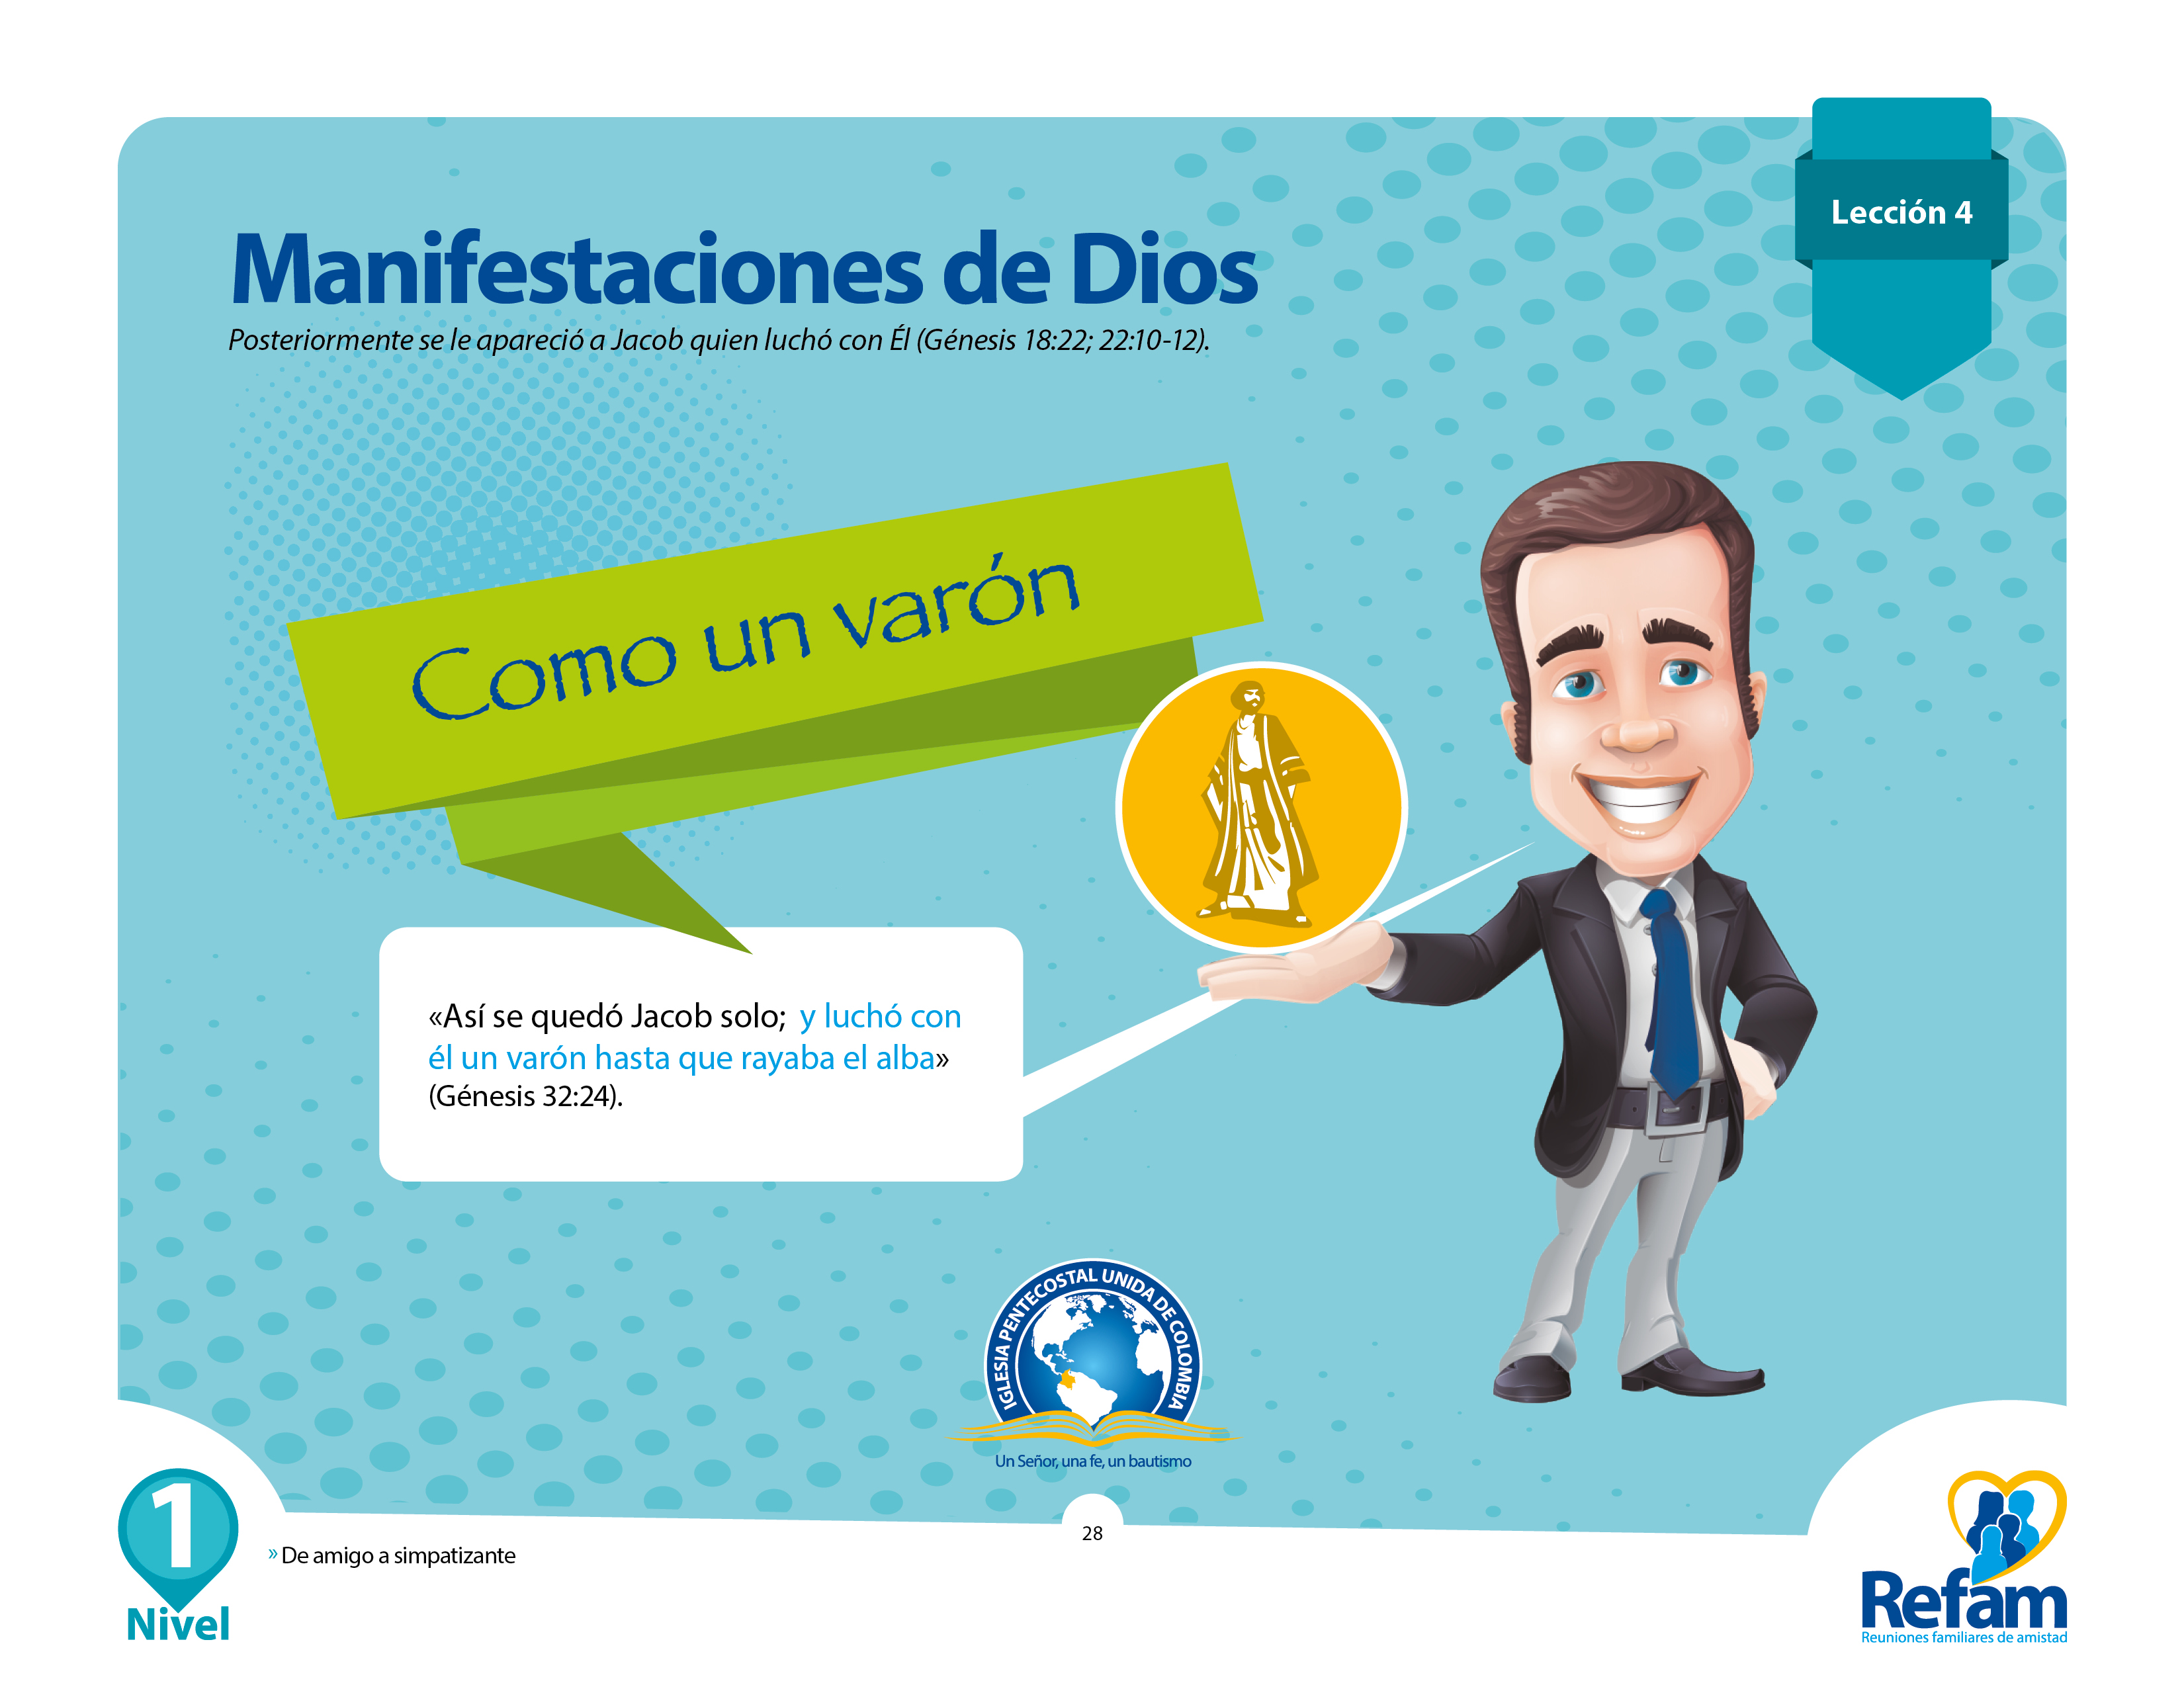 Lección 4
Manifestaciones de Dios
Posteriormente se le apareció a Jacob quien luchó con Él (Génesis 18:22; 22:10-12).
Como un varón
«Así se quedó Jacob solo; y luchó con
él un varón hasta que rayaba el alba»
(Génesis 32:24).
IGLESIA PENTECOSTAL UNIDA DE COLOMBIA
Un Señor, una fe, un bautismo
28
1
Nivel
» De amigo a simpatizante
Refam
Reuniones familiares de amistad